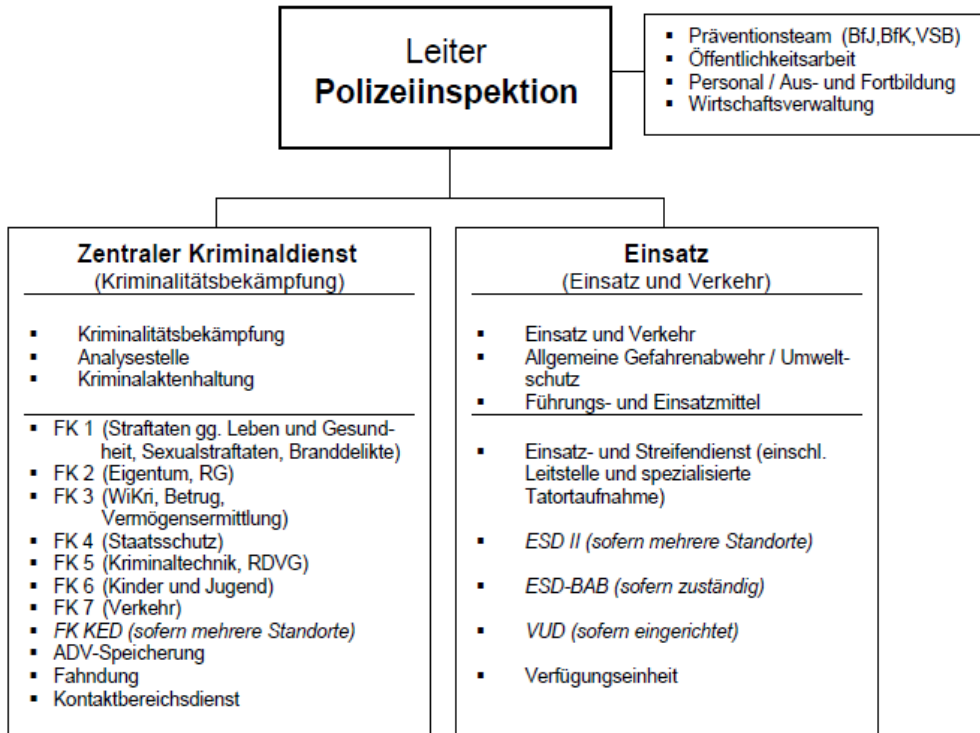 Leiter
Polizeiinspektion
▪ Präventionsteam (BfJ,BfK,VSB)
▪ Öffentlichkeitsarbeit
▪ Personal / Aus- und Fortbildung
▪ Wirtschaftsverwaltung
Zentraler Kriminaldienst
(Kriminalitätsbekämpfung)
▪ Kriminalitätsbekämpfung
▪ Analysestelle
▪ Kriminalaktenhaltung
▪ FK 1 (Straftaten gg. Leben und Gesund-
heit, Sexualstraftaten, Branddelikte)
▪ FK 2 (Eigentum, RG)
▪ FK 3 (WiKri, Betrug,
Vermögensermittlung)
▪ FK 4 (Staatsschutz)
▪ FK 5 (Kriminaltechnik, RDVG)
▪ FK 6 (Kinder und Jugend)
▪ FK 7 (Verkehr)
▪ FK KED (sofern mehrere Standorte)
▪ ADV-Speicherung
▪ Fahndung
▪ Kontaktbereichsdienst
Einsatz
(Einsatz und Verkehr)
▪ Einsatz und Verkehr
▪ Allgemeine Gefahrenabwehr / Umwelt-
schutz
▪ Führungs- und Einsatzmittel
▪ Einsatz- und Streifendienst (einschl.
Leitstelle und spezialisierte
Tatortaufnahme)
▪ ESD II (sofern mehrere Standorte)
▪ ESD-BAB (sofern zuständig)
▪ VUD (sofern eingerichtet)
▪ Verfügungseinheit